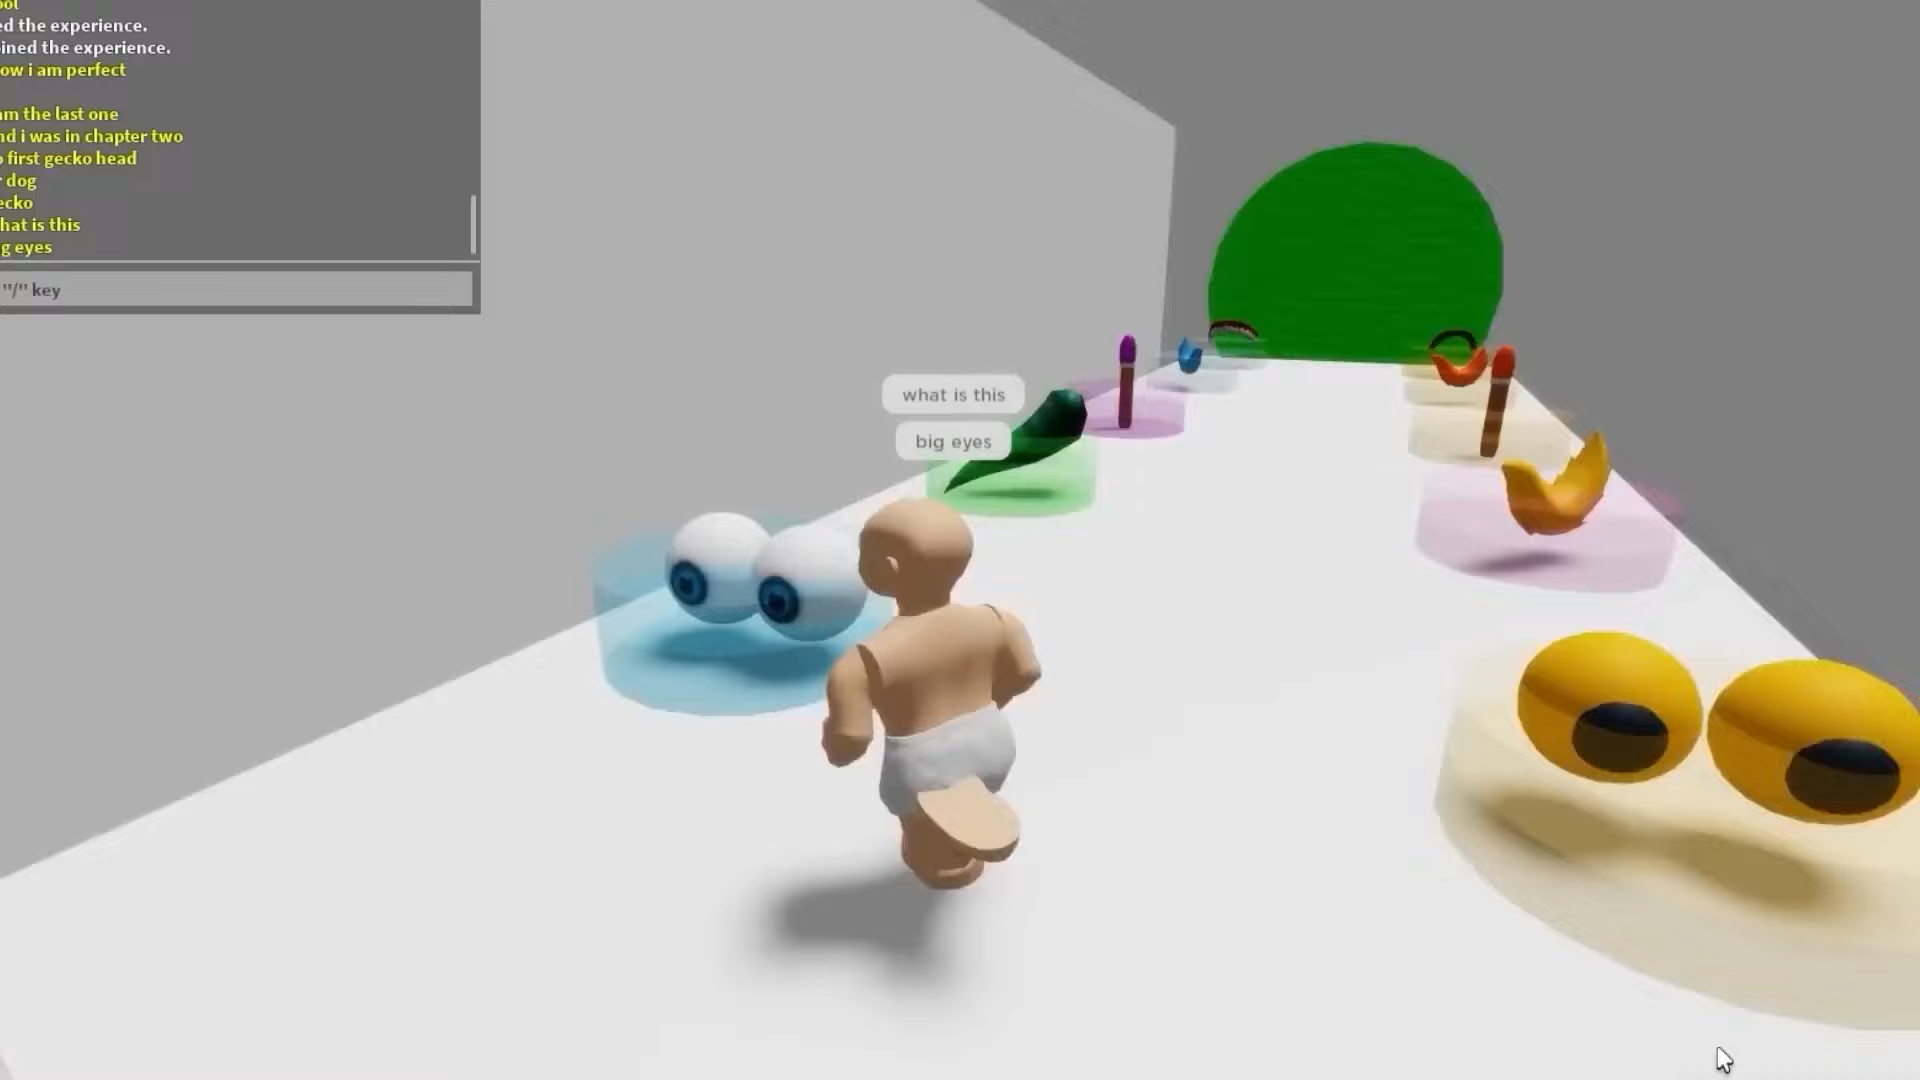 ed the experience.
ined the experience.
ow i am perfect
am the last one
nd i was in chapter two
first gecko head
dog
ecko
hat is this
g eyes
"/" key
what is this
big eyes